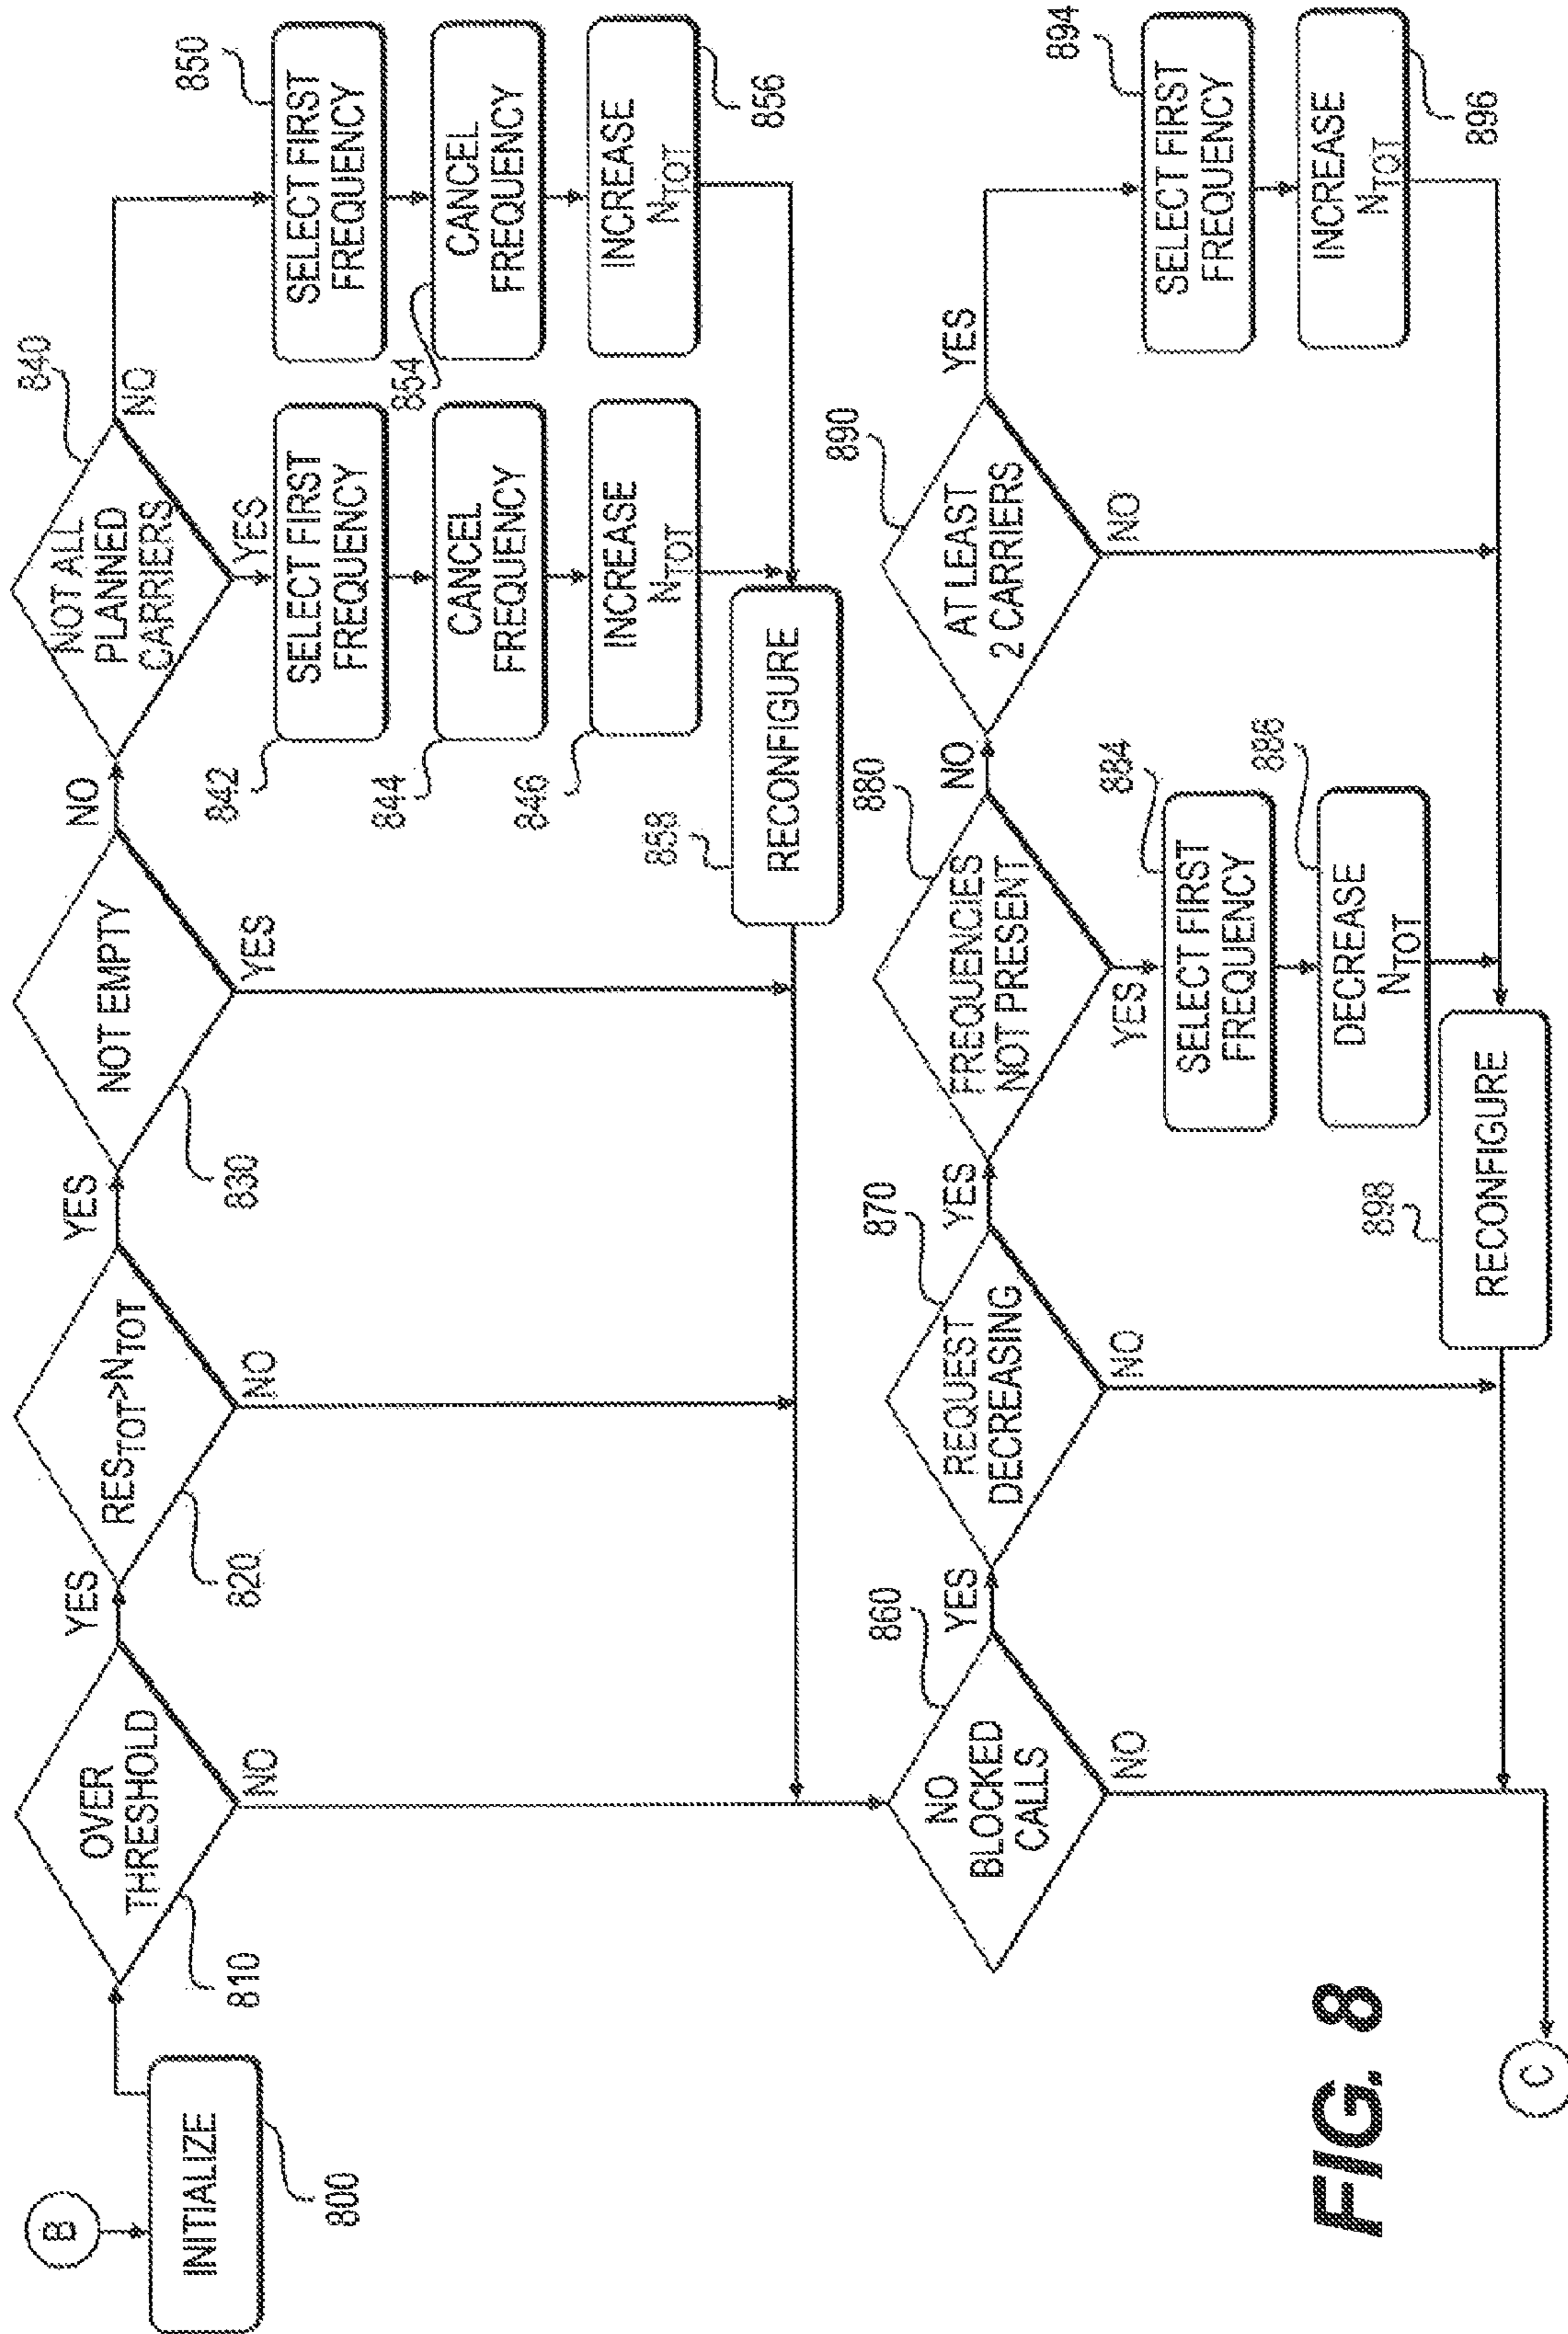 B
INITIALIZE
800
OVER
THRESHOLD
810
YES
NO
RES_TOT>N_TOT
820
YES
NO
NOT EMPTY
830
NO
YES
NOT ALL
PLANNED
CARRIERS
840
NO
YES
SELECT FIRST
FREQUENCY
842
CANCEL
FREQUENCY
844
INCREASE
N_TOT
846
SELECT FIRST
FREQUENCY
850
CANCEL
FREQUENCY
854
INCREASE
N_TOT
856
RECONFIGURE
858
NO
BLOCKED
CALLS
860
YES
NO
REQUEST
DECREASING
870
YES
NO
FREQUENCIES
NOT PRESENT
880
NO
YES
SELECT FIRST
FREQUENCY
884
DECREASE
N_TOT
886
AT LEAST
2 CARRIERS
890
YES
NO
SELECT FIRST
FREQUENCY
894
INCREASE
N_TOT
896
RECONFIGURE
898
C
FIG. 8